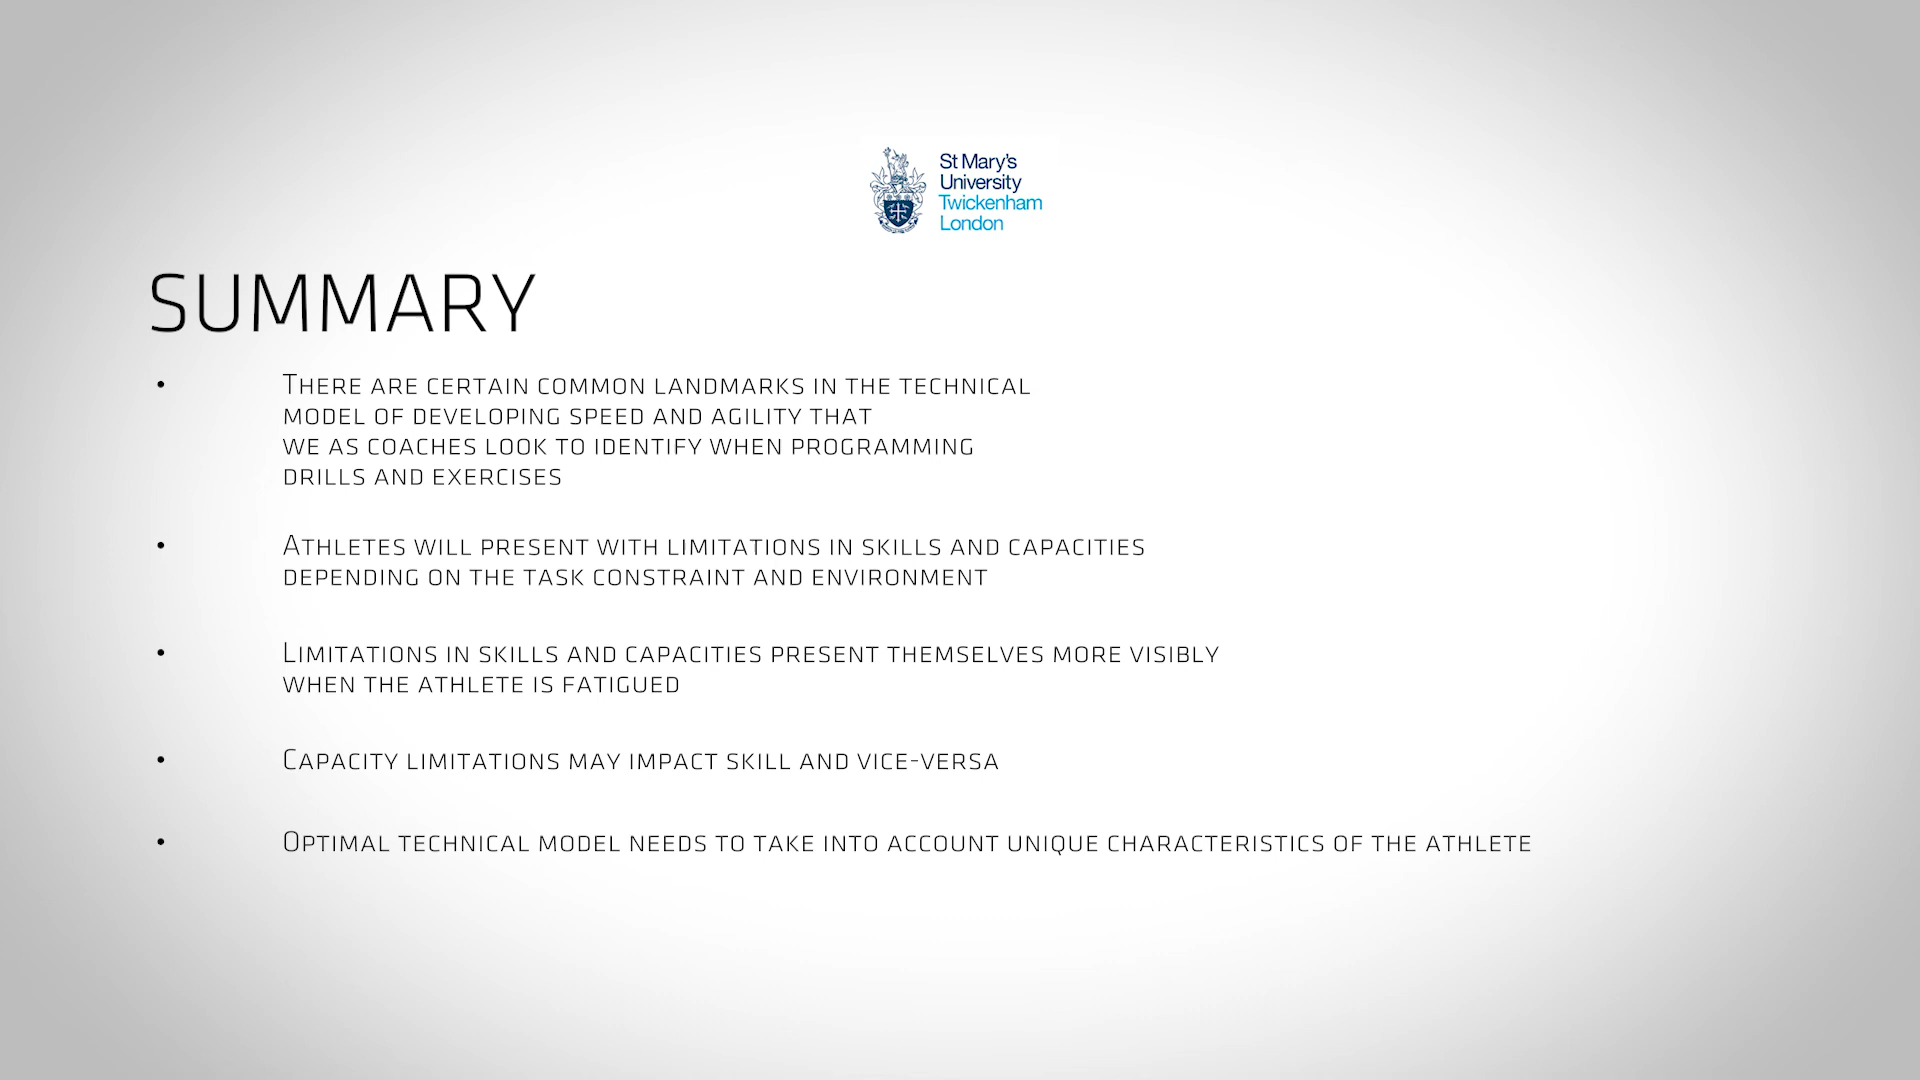 St Mary's
University
Twickenham
London
SUMMARY
• There are certain common landmarks in the technical
model of developing speed and agility that
we as coaches look to identify when programming
drills and exercises
• Athletes will present with limitations in skills and capacities
depending on the task constraint and environment
• Limitations in skills and capacities present themselves more visibly
when the athlete is fatigued
• Capacity limitations may impact skill and vice-versa
• Optimal technical model needs to take into account unique characteristics of the athlete